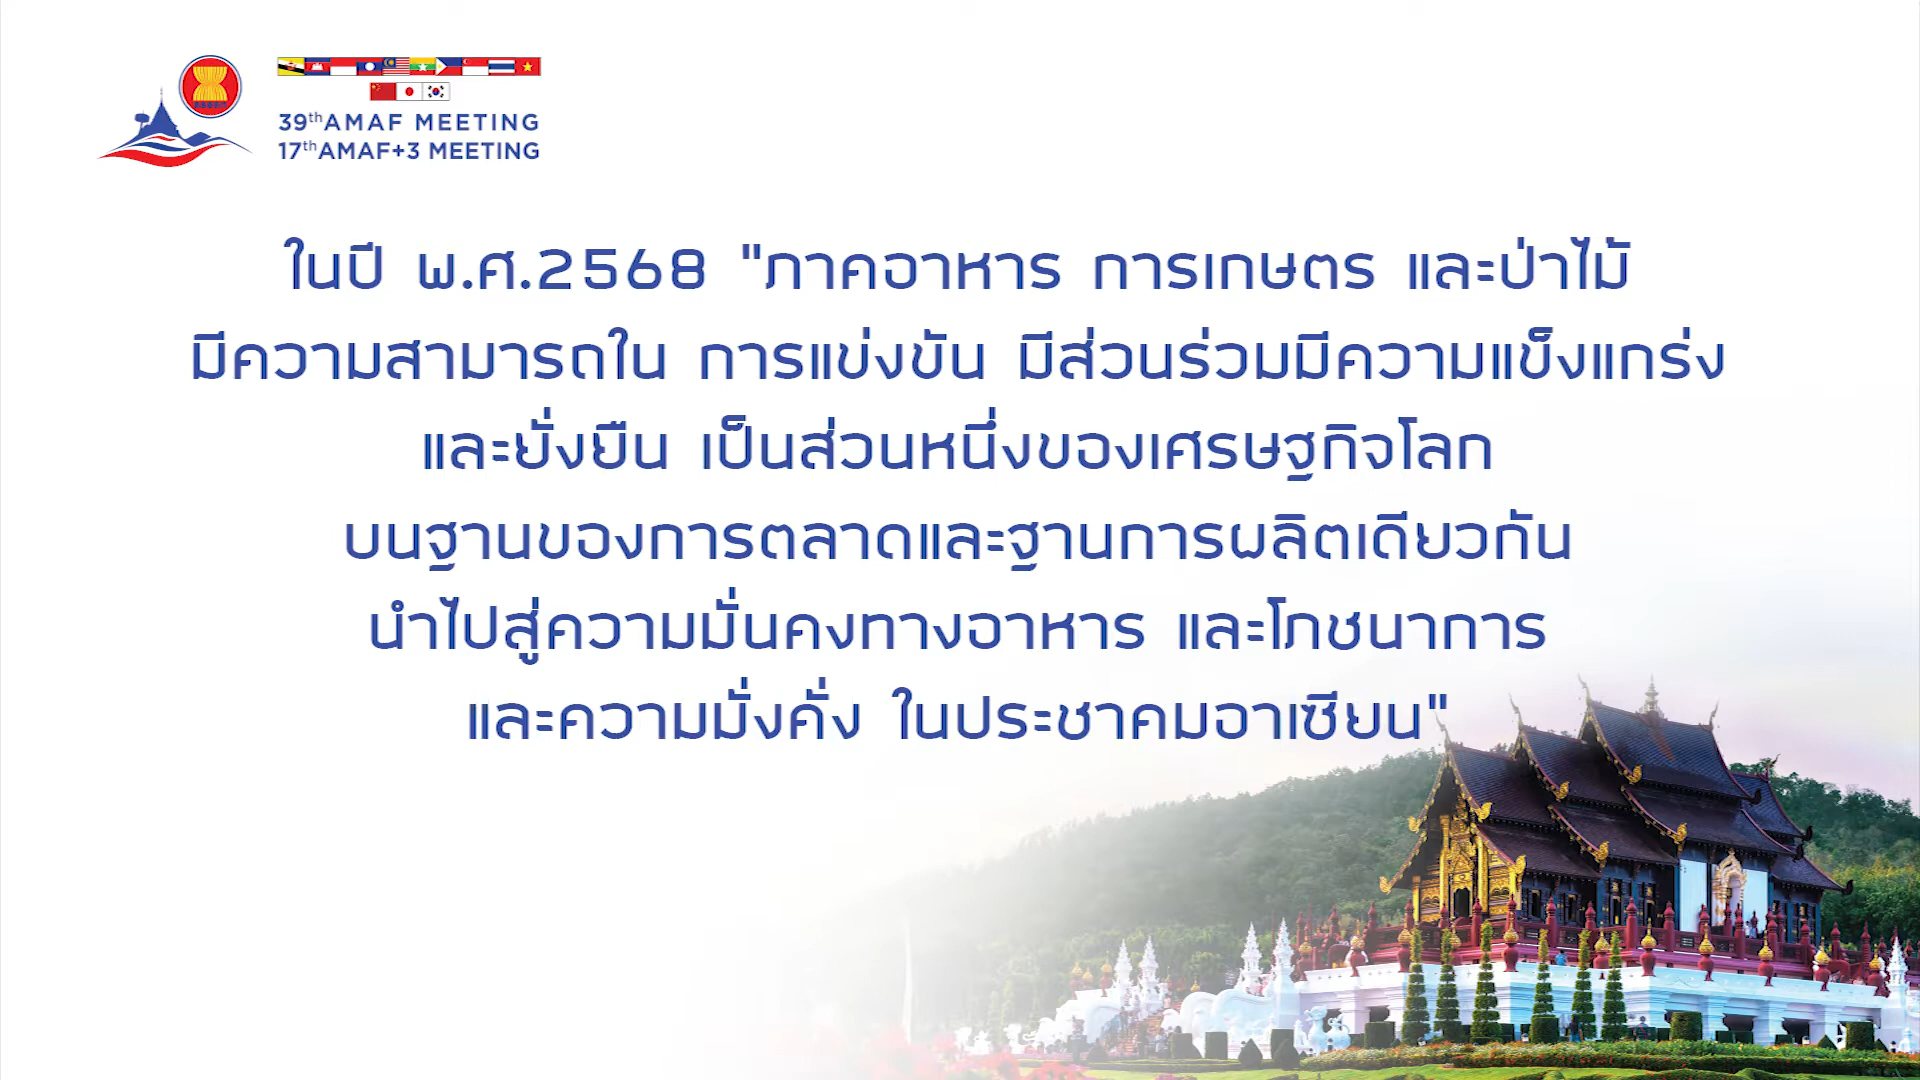 39th AMAF MEETING
17th AMAF+3 MEETING
ในปี พ.ศ.2568 "ภาคอาหาร การเกษตร และป่าไม้
มีความสามารถใน การแข่งขัน มีส่วนร่วมมีความแข็งแกร่ง
และยั่งยืน เป็นส่วนหนึ่งของเศรษฐกิจโลก
บนฐานของการตลาดและฐานการผลิตเดียวกัน
นำไปสู่ความมั่นคงทางอาหาร และโภชนาการ
และความมั่งคั่ง ในประชาคมอาเซียน"